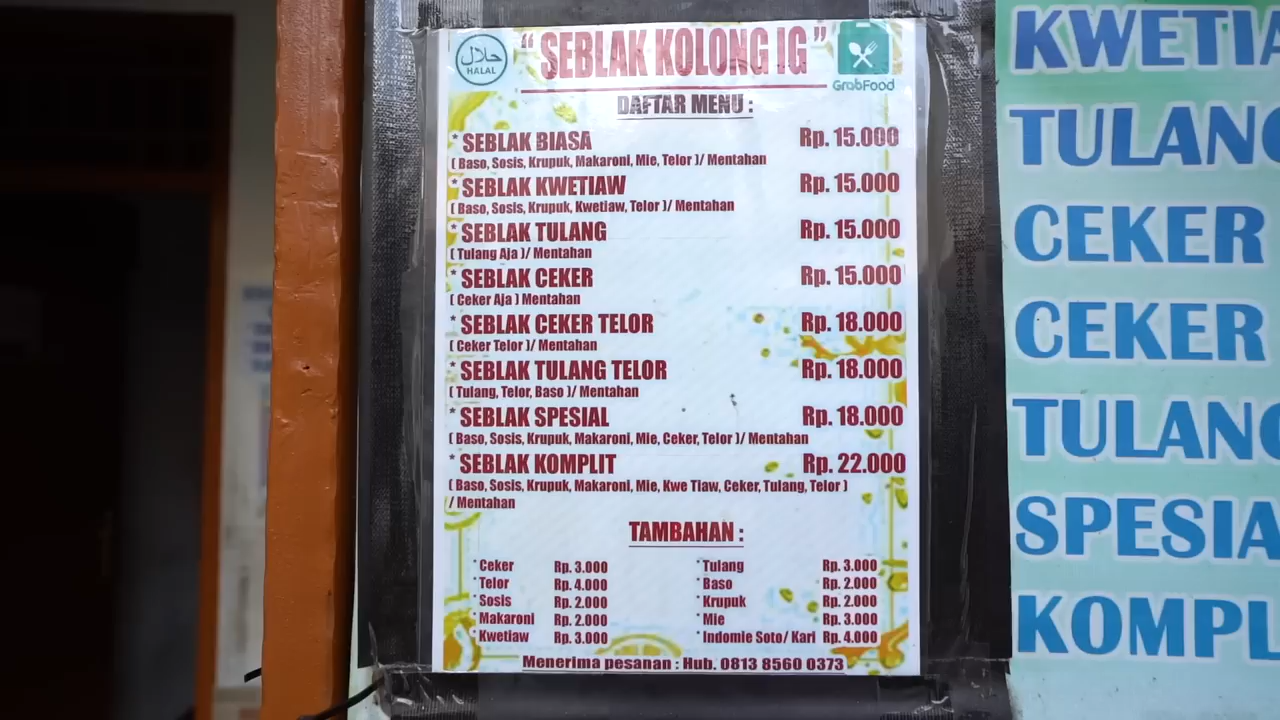 حلال
HALAL
" SEBLAK KOLONG IG "
GrabFood
DAFTAR MENU :
* SEBLAK BIASA Rp. 15.000
( Baso, Sosis, Krupuk, Makaroni, Mie, Telor )/ Mentahan
* SEBLAK KWETIAW Rp. 15.000
( Baso, Sosis, Krupuk, Kwetiaw, Telor )/ Mentahan
* SEBLAK TULANG Rp. 15.000
( Tulang Aja )/ Mentahan
* SEBLAK CEKER Rp. 15.000
( Ceker Aja ) Mentahan
* SEBLAK CEKER TELOR Rp. 18.000
( Ceker Telor )/ Mentahan
* SEBLAK TULANG TELOR Rp. 18.000
( Tulang, Telor, Baso )/ Mentahan
* SEBLAK SPESIAL Rp. 18.000
( Baso, Sosis, Krupuk, Makaroni, Mie, Ceker, Telor )/ Mentahan
* SEBLAK KOMPLIT Rp. 22.000
( Baso, Sosis, Krupuk, Makaroni, Mie, Kwe Tiaw, Ceker, Tulang, Telor )
/ Mentahan
TAMBAHAN :
* Ceker Rp. 3.000 * Tulang Rp. 3.000
* Telor Rp. 4.000 * Baso Rp. 2.000
* Sosis Rp. 2.000 * Krupuk Rp. 2.000
* Makaroni Rp. 2.000 * Mie Rp. 3.000
* Kwetiaw Rp. 3.000 * Indomie Soto/ Kari Rp. 4.000
Menerima pesanan : Hub. 0813 8560 0373
KWETIA
TULANG
CEKER
CEKER
TULANG
SPESIA
KOMPL